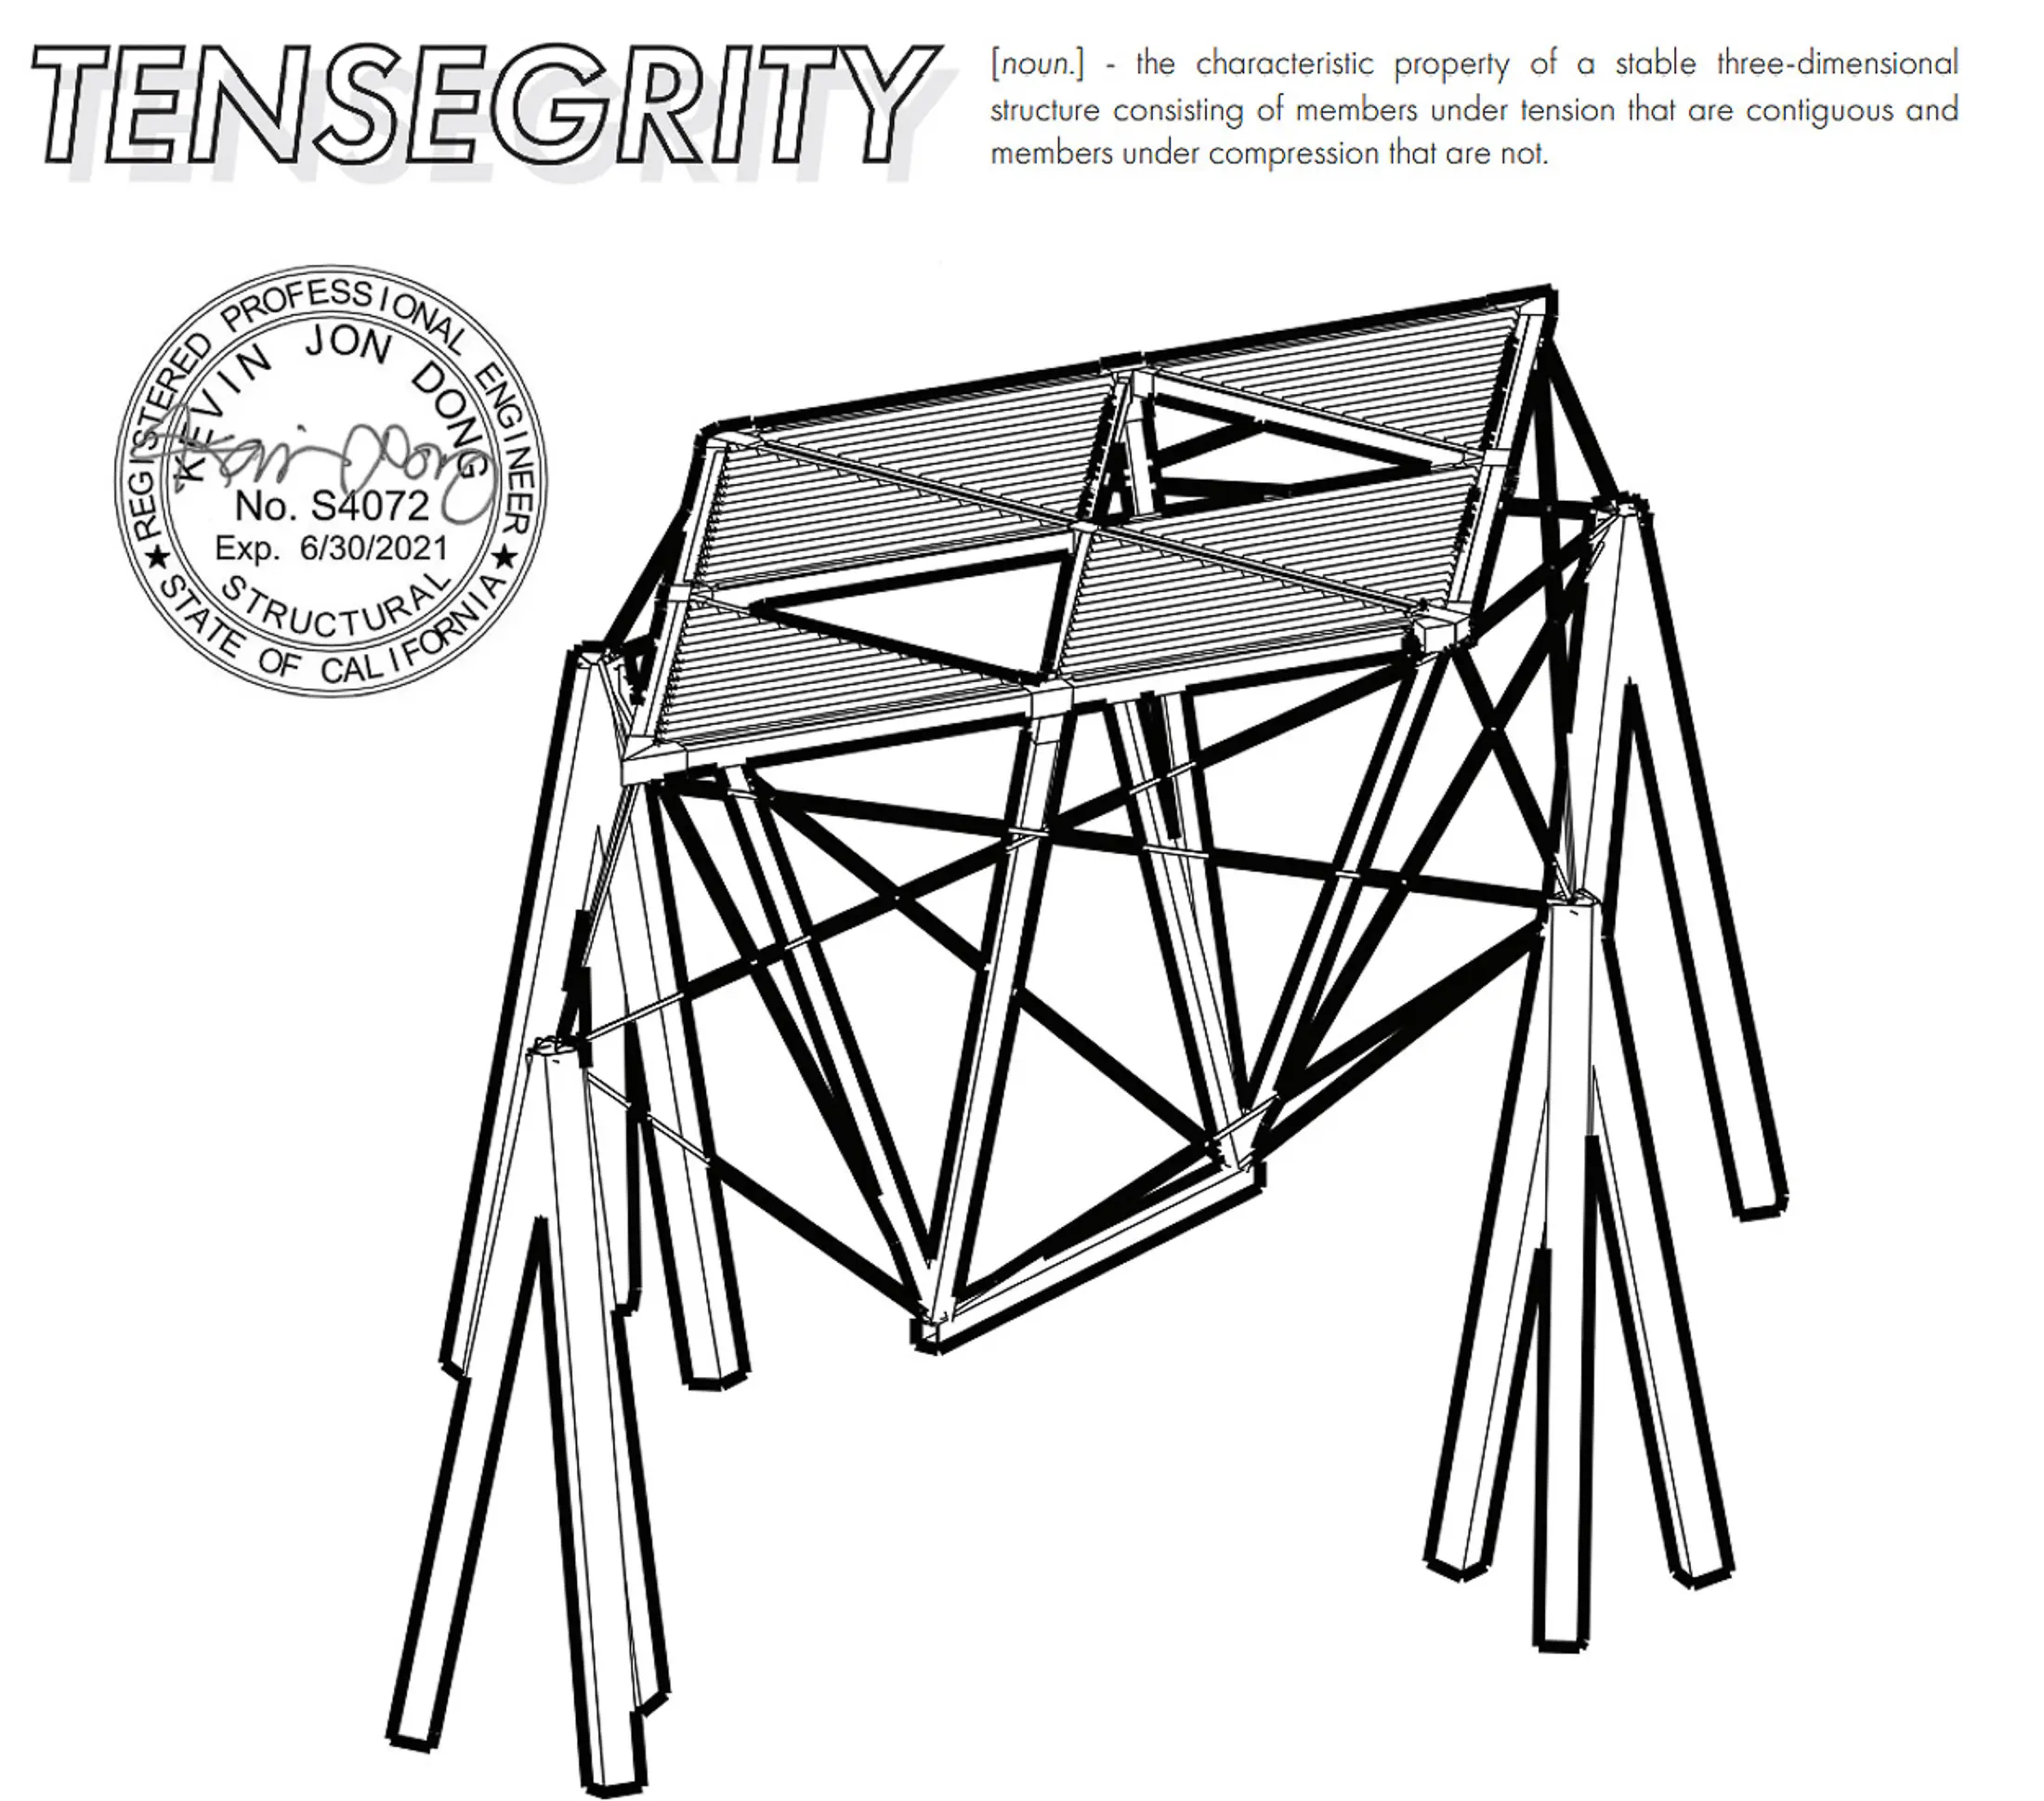 TENSEGRITY
[noun.] - the characteristic property of a stable three-dimensional
structure consisting of members under tension that are contiguous and
members under compression that are not.
REGISTERED PROFESSIONAL ENGINEER
KEVIN JON DONG
No. S4072
Exp. 6/30/2021
STRUCTURAL
★ STATE OF CALIFORNIA ★